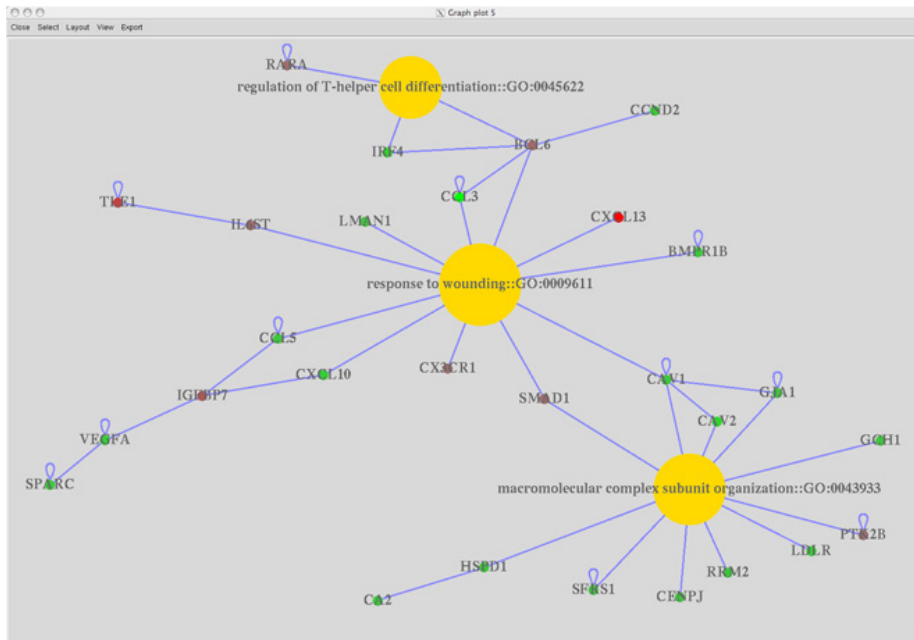 Graph plot 5
Close Select Layout View Export
RARA
regulation of T-helper cell differentiation::GO:0045622
CCND2
BCL6
IRF4
CCL3
TLE1
CXCL13
LMAN1
IL6ST
BMPR1B
response to wounding::GO:0009611
CCL5
CX3CR1
CXCL10
CAV1
GJA1
IGFBP7
SMAD1
CAV2
VEGFA
GCH1
SPARC
macromolecular complex subunit organization::GO:0043933
PTK2B
LDLR
HSPD1
RRM2
SFRS1
CENPJ
CA2